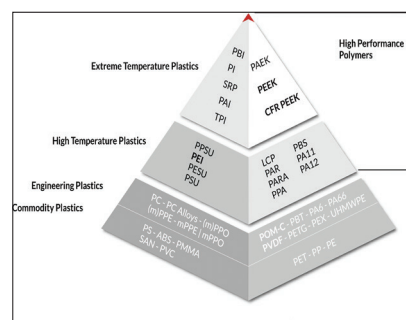 High Performance
Polymers
Extreme Temperature Plastics
PBI
PI
SRP
PAI
TPI
PAEK
PEEK
CFR PEEK
High Temperature Plastics
PPSU
PEI
PESU
PSU
LCP
PAR
PARA
PPA
PBS
PA11
PA12
Engineering Plastics
PC - PC Alloys - (m)PPO
(m)PPE - mPPE | mPPO
POM-C - PBT - PA6 - PA66
PVDF - PETG - PEX - UHMWPE
Commodity Plastics
PS - ABS - PMMA
SAN - PVC
PET - PP - PE